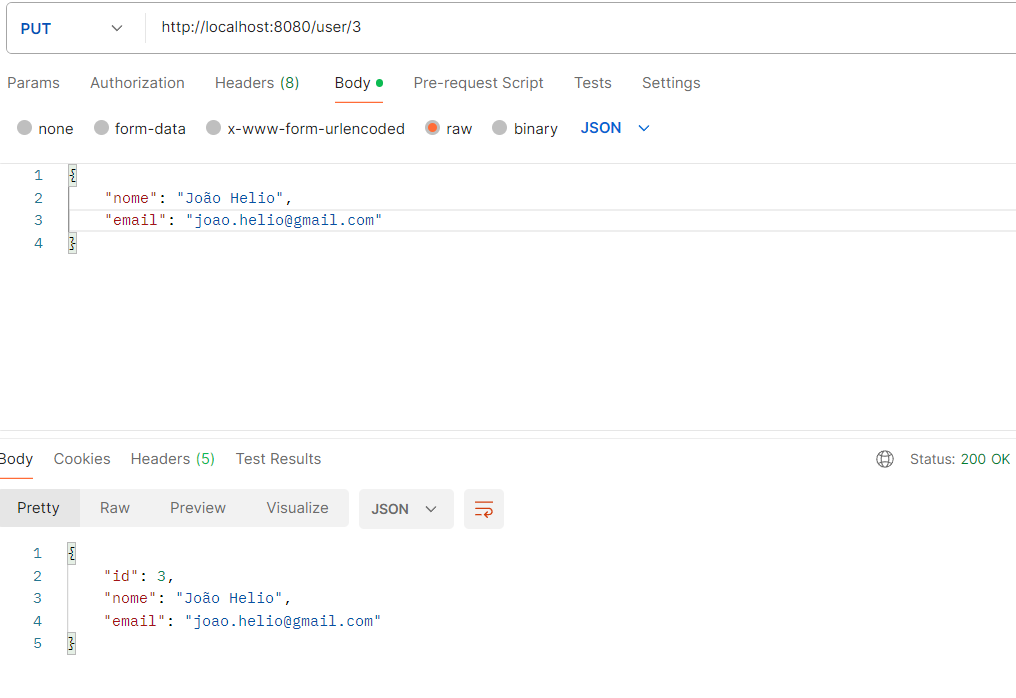 PUT http://localhost:8080/user/3
Params Authorization Headers (8) Body Pre-request Script Tests Settings
none form-data x-www-form-urlencoded raw binary JSON
1 {
2 "nome": "João Helio",
3 "email": "joao.helio@gmail.com"
4 }
Body Cookies Headers (5) Test Results Status: 200 OK
Pretty Raw Preview Visualize JSON
1 {
2 "id": 3,
3 "nome": "João Helio",
4 "email": "joao.helio@gmail.com"
5 }